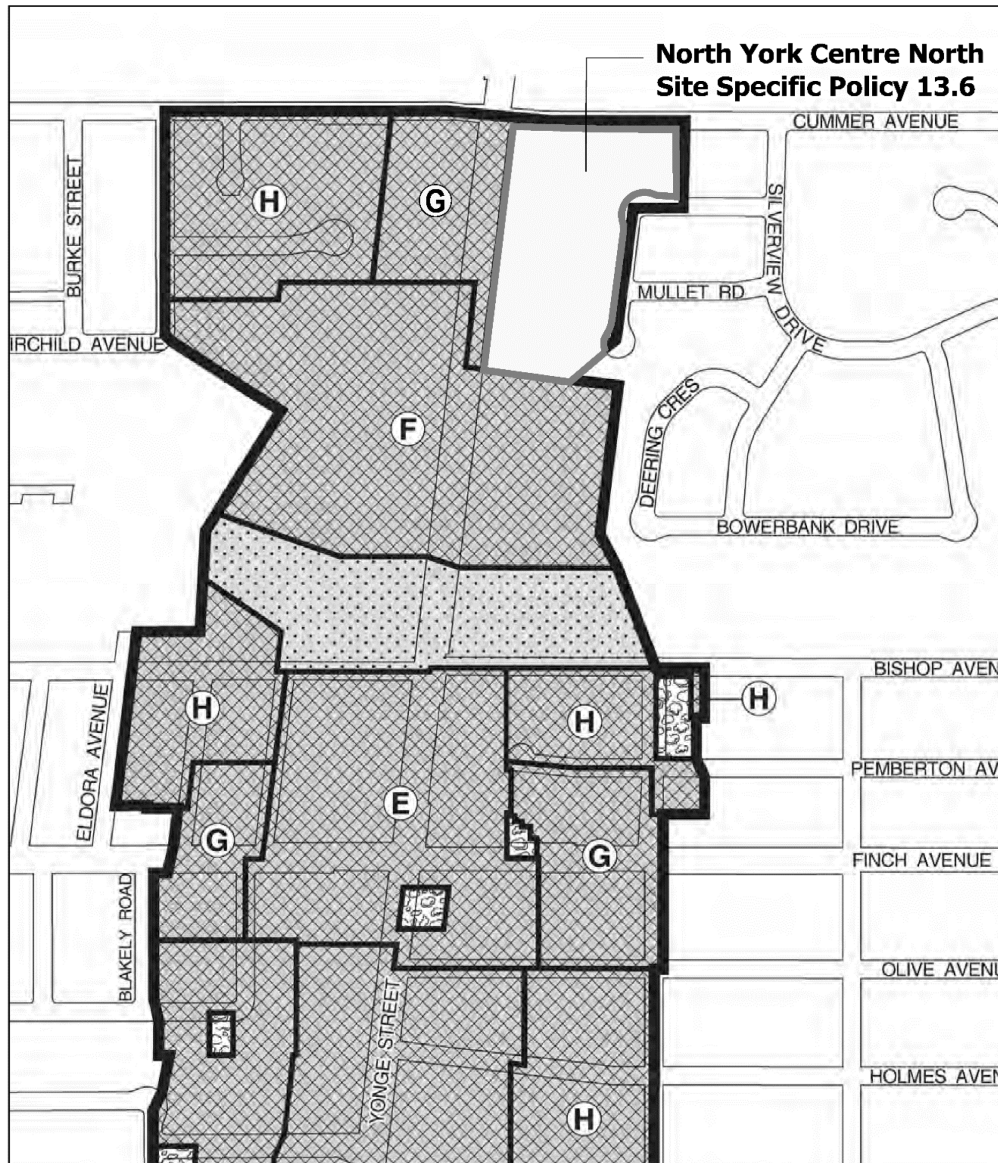 North York Centre North
Site Specific Policy 13.6
CUMMER AVENUE
BURKE STREET
H
G
SILVERVIEW DRIVE
MULLET RD
IRCHILD AVENUE
F
DEERING CRES
BOWERBANK DRIVE
BISHOP AVEN
H
H
H
ELDORA AVENUE
PEMBERTON AV
E
G
G
FINCH AVENUE
BLAKELY ROAD
OLIVE AVENU
YONGE STREET
HOLMES AVEN
H